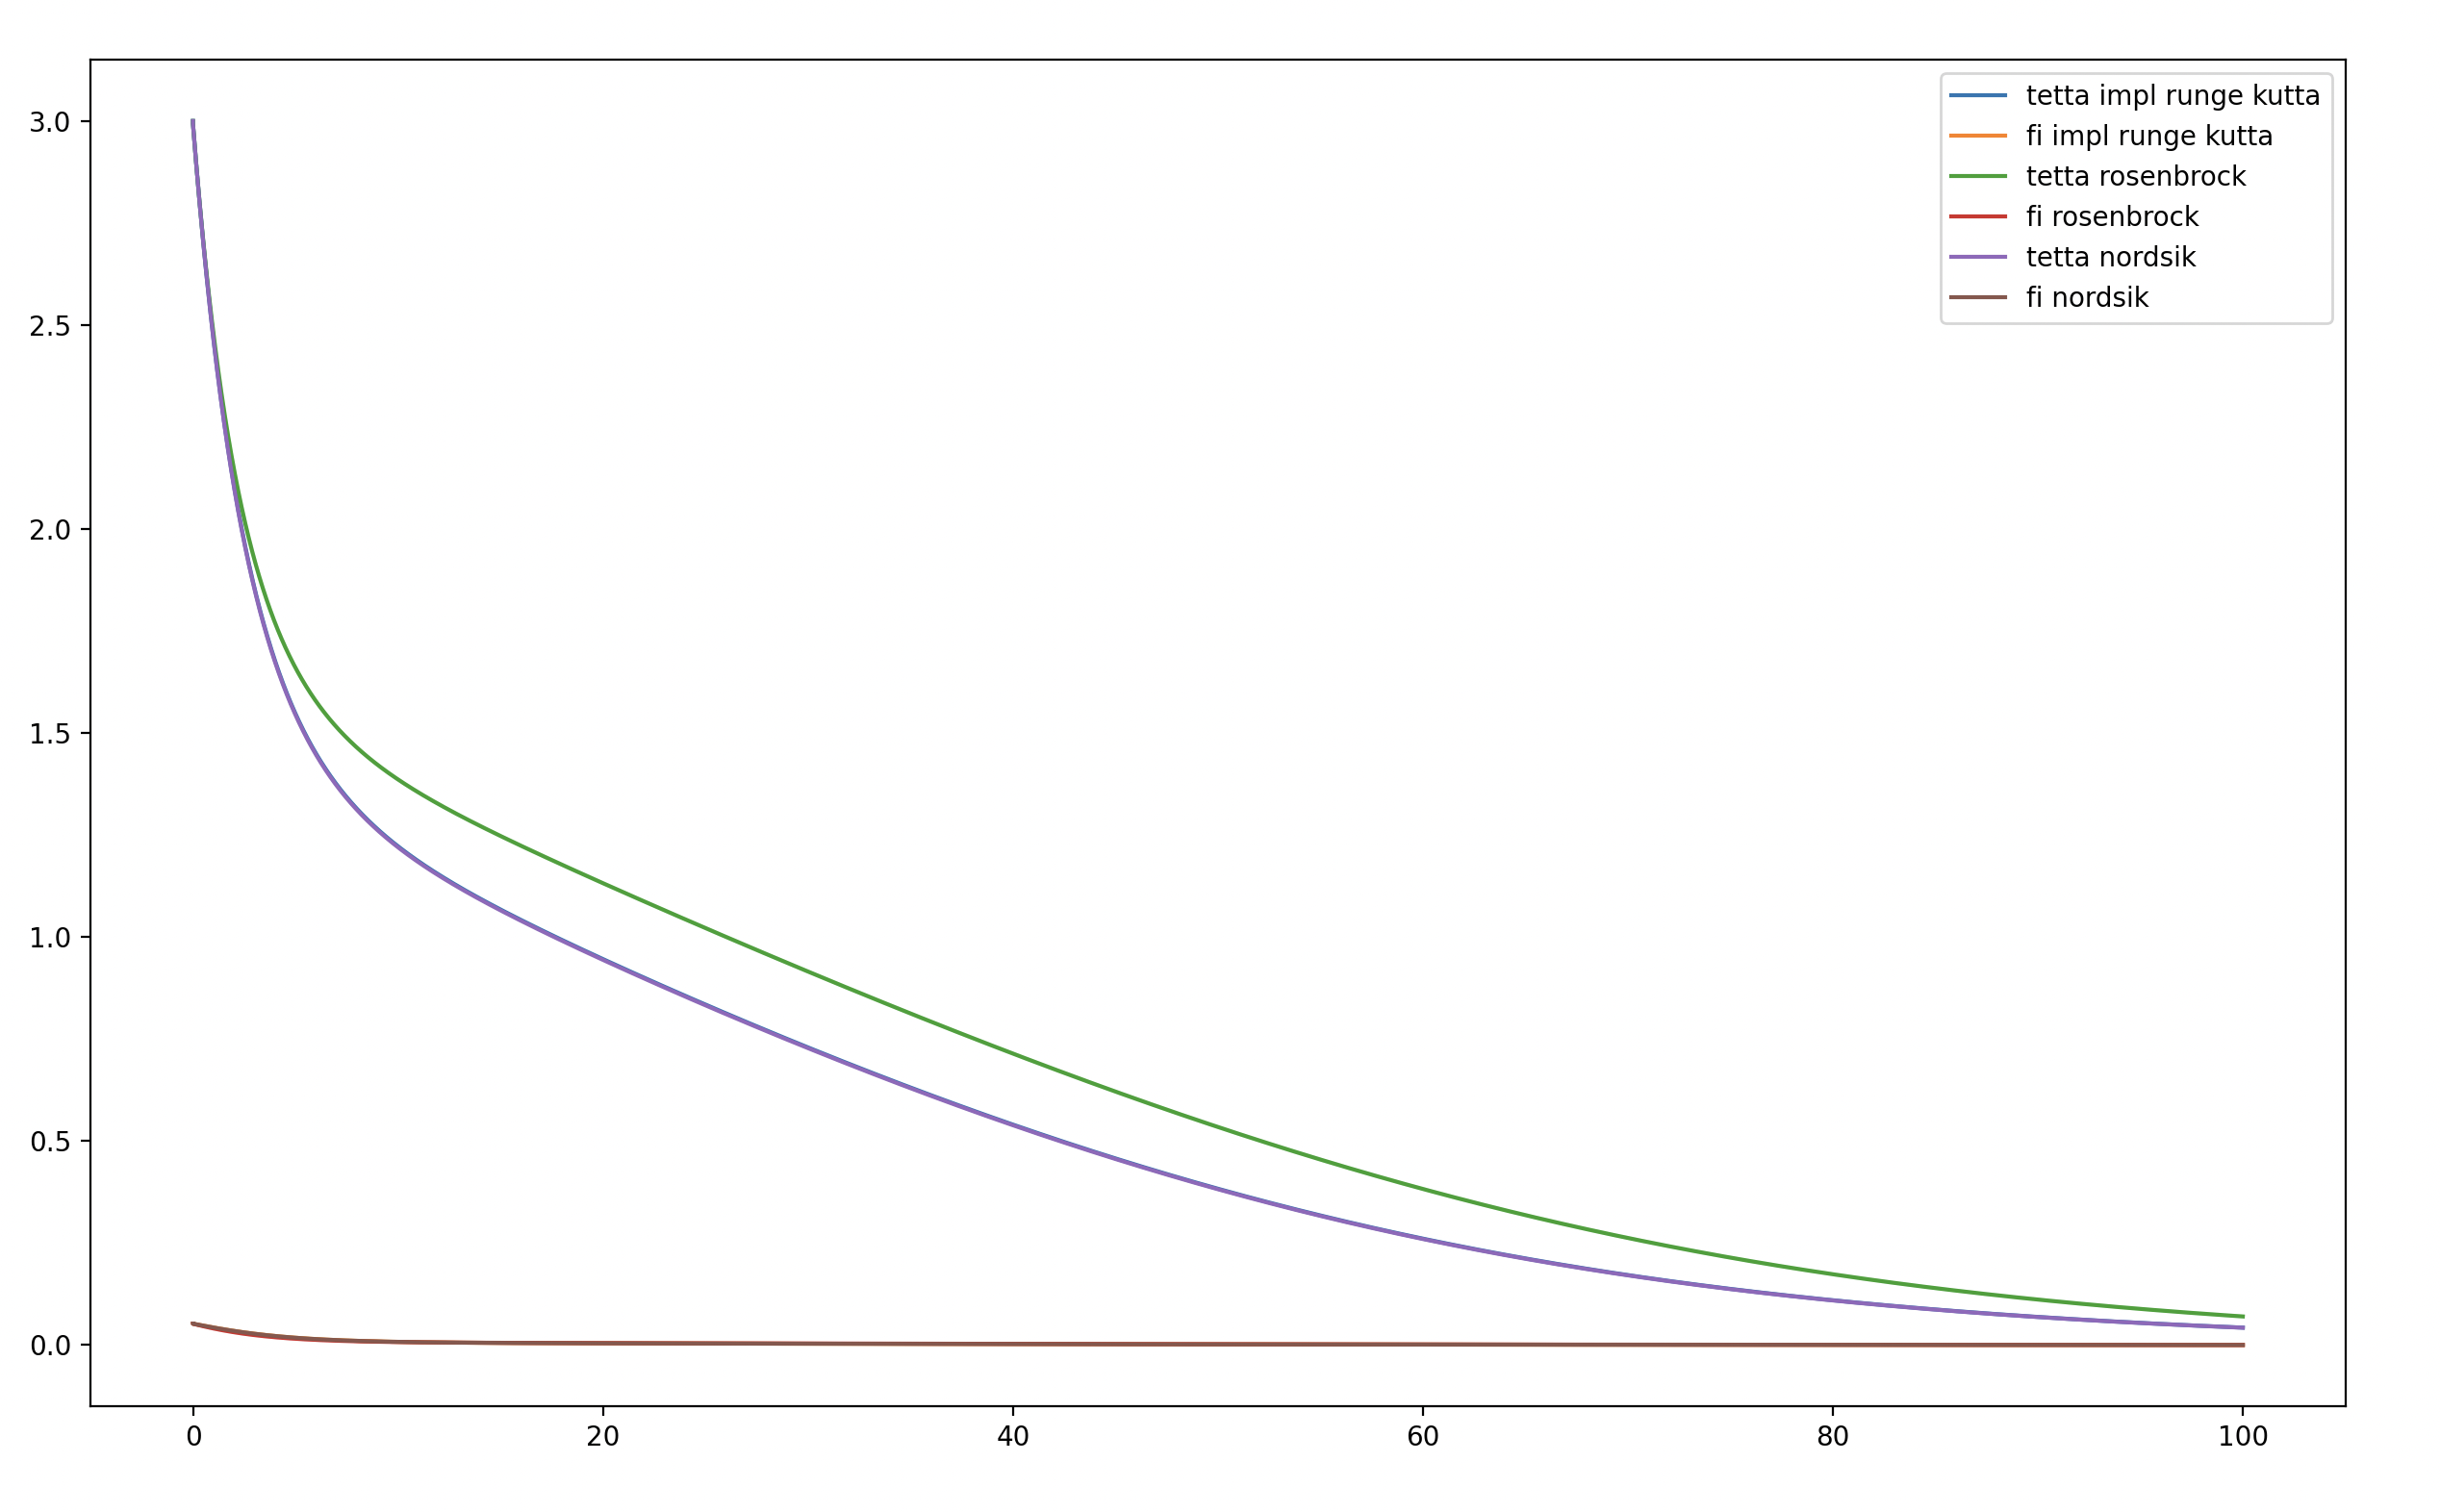 tetta impl runge kutta
fi impl runge kutta
tetta rosenbrock
fi rosenbrock
tetta nordsik
fi nordsik
3.0
2.5
2.0
1.5
1.0
0.5
0.0
0 20 40 60 80 100